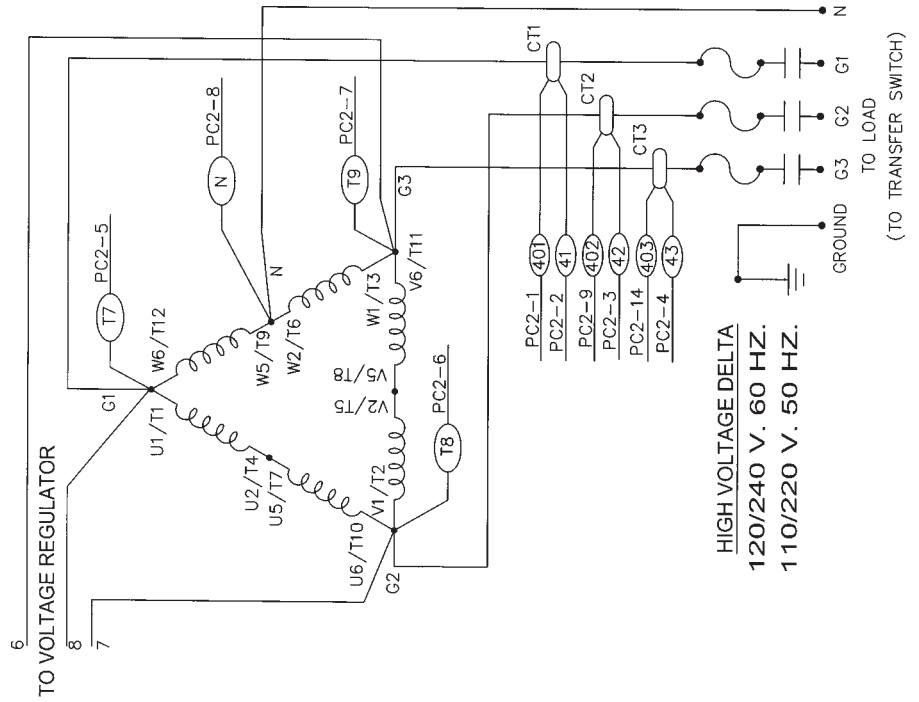 6
TO VOLTAGE REGULATOR
8
7
G1
T7
PC2-5
U1/T1
W6/T12
N
PC2-8
U2/T4
U5/T7
W5/T9
W2/T6
N
T9
PC2-7
U6/T10
V1/T2
V2/T5
V5/T8
W1/T3
V6/T11
G2
G3
T8
PC2-6
CT1
CT2
CT3
PC2-1 401
PC2-2 41
PC2-9 402
PC2-3 42
PC2-14 403
PC2-4 43
HIGH VOLTAGE DELTA
120/240 V. 60 HZ.
110/220 V. 50 HZ.
GROUND
G3
G2
G1
N
TO LOAD
(TO TRANSFER SWITCH)